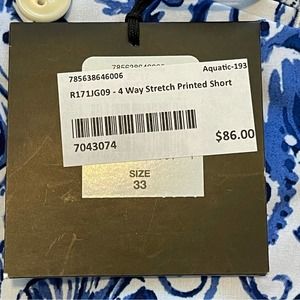 785638646006
785638646006
Aquatic-193
R171JG09 - 4 Way Stretch Printed Short
7043074
$86.00
SIZE
33